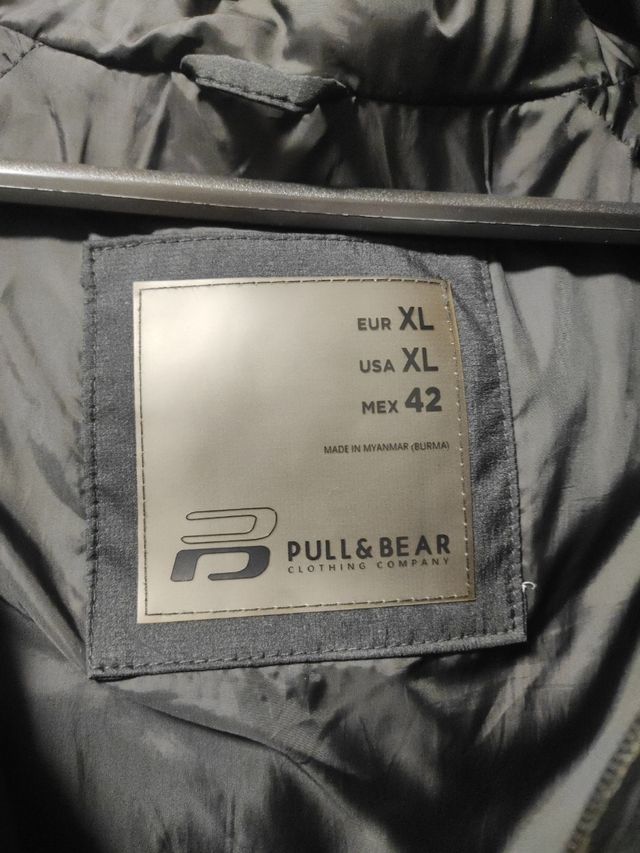 EUR XL
USA XL
MEX 42
MADE IN MYANMAR (BURMA)
PULL&BEAR
CLOTHING COMPANY